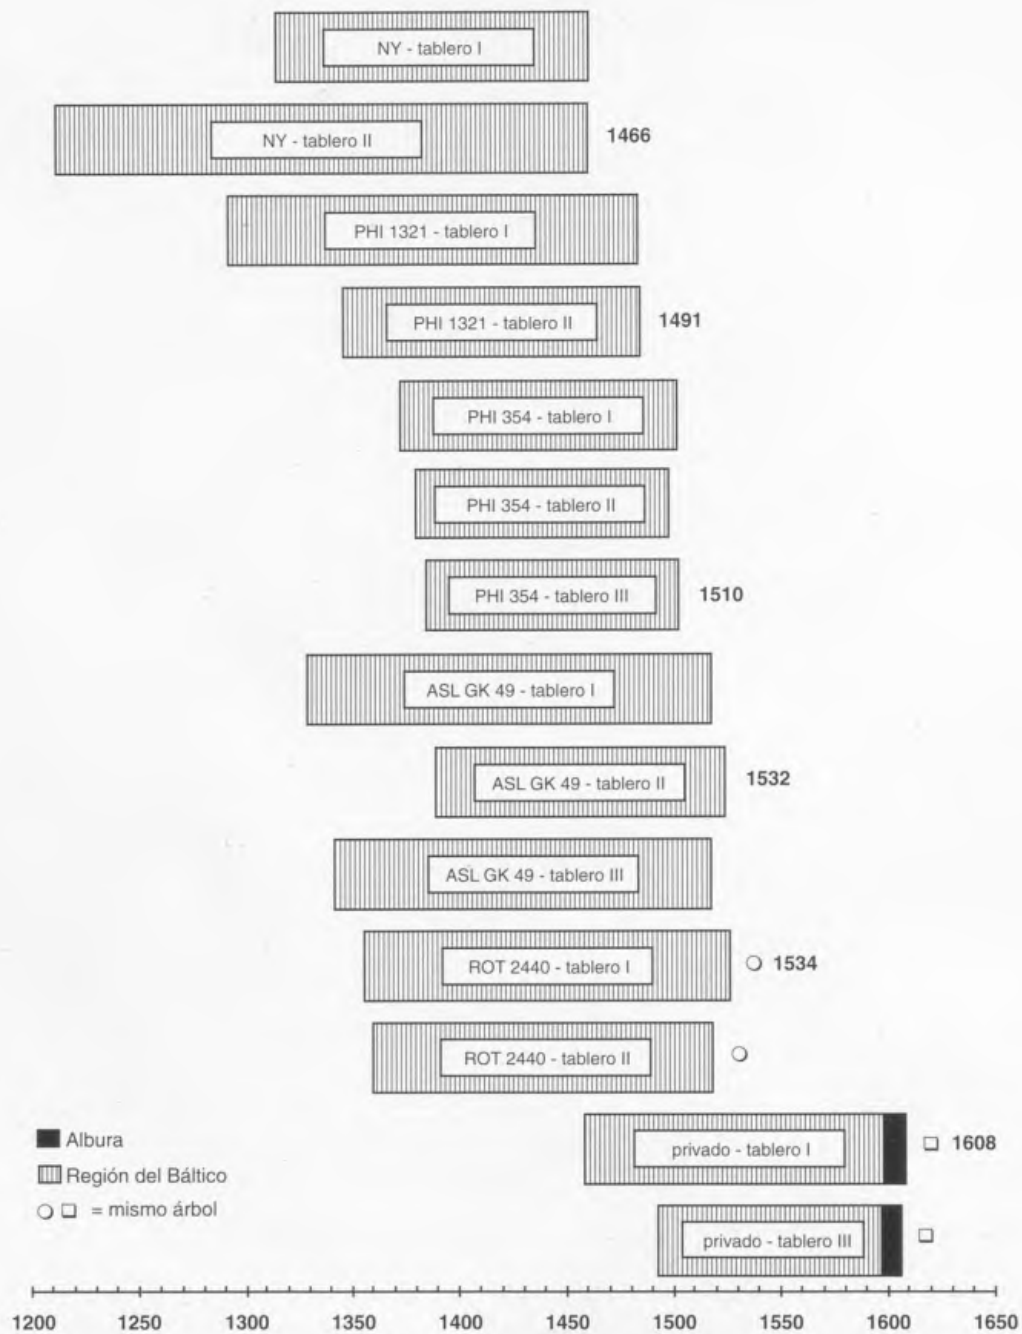 NY - tablero I
NY - tablero II 1466
PHI 1321 - tablero I
PHI 1321 - tablero II 1491
PHI 354 - tablero I
PHI 354 - tablero II
PHI 354 - tablero III 1510
ASL GK 49 - tablero I
ASL GK 49 - tablero II 1532
ASL GK 49 - tablero III
ROT 2440 - tablero I 1534
ROT 2440 - tablero II
privado - tablero I 1608
privado - tablero III
Albura
Región del Báltico
= mismo árbol
1200 1250 1300 1350 1400 1450 1500 1550 1600 1650